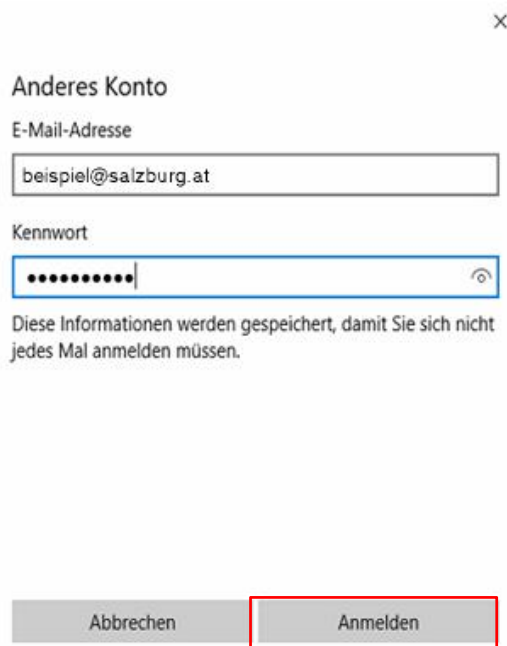 Anderes Konto
E-Mail-Adresse
beispiel@salzburg.at
Kennwort
●●●●●●●●●●
Diese Informationen werden gespeichert, damit Sie sich nicht
jedes Mal anmelden müssen.
Abbrechen
Anmelden